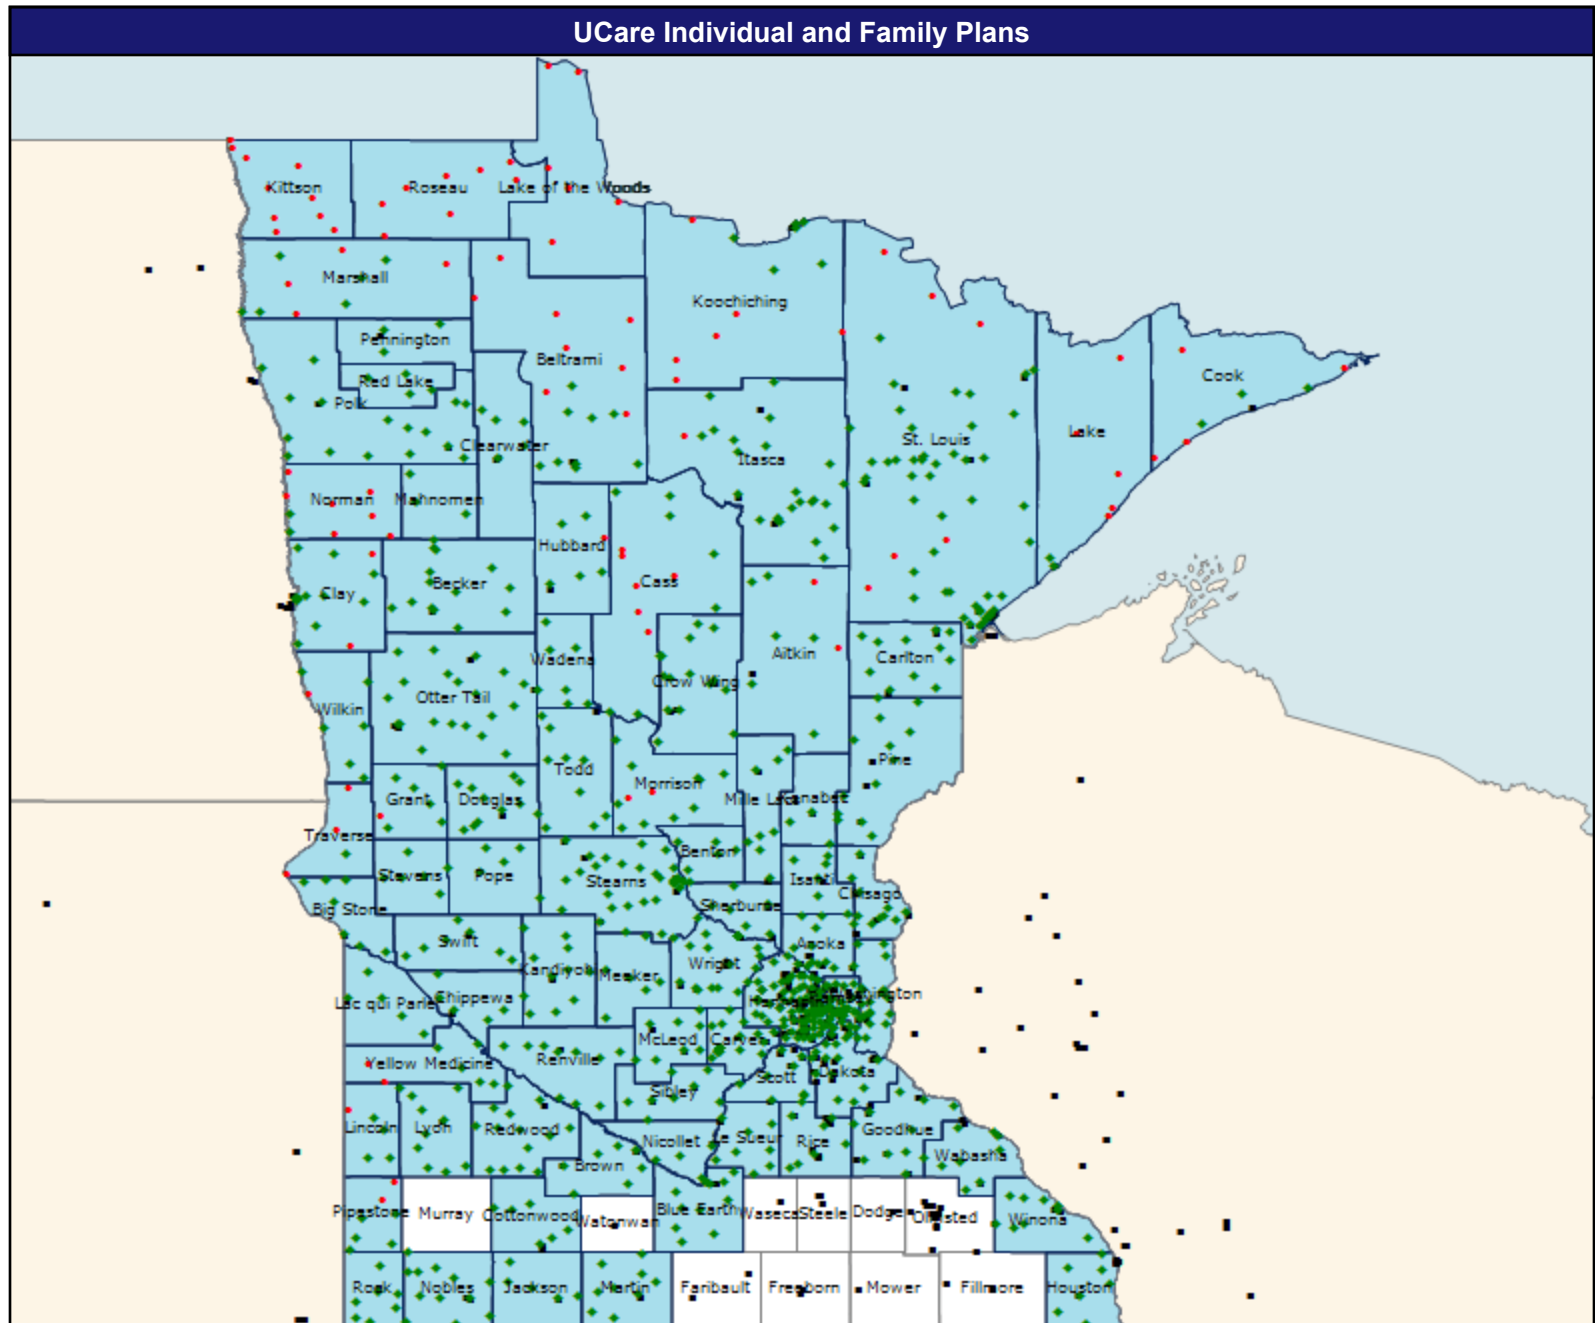 UCare Individual and Family Plans
Kittson
Roseau
Lake of the Woods
Marshall
Koochiching
Pennington
Beltrami
Red Lake
Cook
Polk
Clearwater
St. Louis
Lake
Itasca
Norman
Mahnomen
Hubbard
Becker
Cass
Clay
Wadena
Aitkin
Carlton
Crow Wing
Otter Tail
Wilkin
Pine
Todd
Morrison
Grant
Douglas
Mille Lacs
Kanabec
Traverse
Benton
Stevens
Pope
Stearns
Isanti
Chisago
Big Stone
Sherburne
Swift
Anoka
Kandiyohi
Meeker
Wright
Lac qui Parle
Chippewa
Hennepin
Ramsey
Washington
McLeod
Carver
Yellow Medicine
Renville
Scott
Dakota
Sibley
Lincoln
Lyon
Redwood
Nicollet
Le Sueur
Rice
Goodhue
Brown
Wabasha
Pipestone
Murray
Cottonwood
Watonwan
Blue Earth
Waseca
Steele
Dodge
Olmsted
Winona
Rock
Nobles
Jackson
Martin
Faribault
Freeborn
Mower
Fillmore
Houston